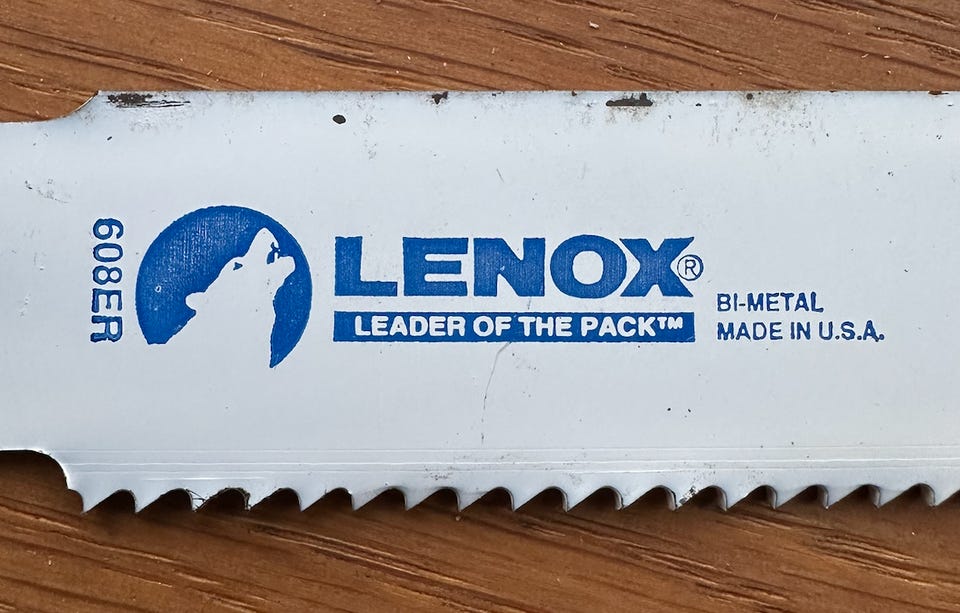 608ER
LENOX®
LEADER OF THE PACK™
BI-METAL
MADE IN U.S.A.